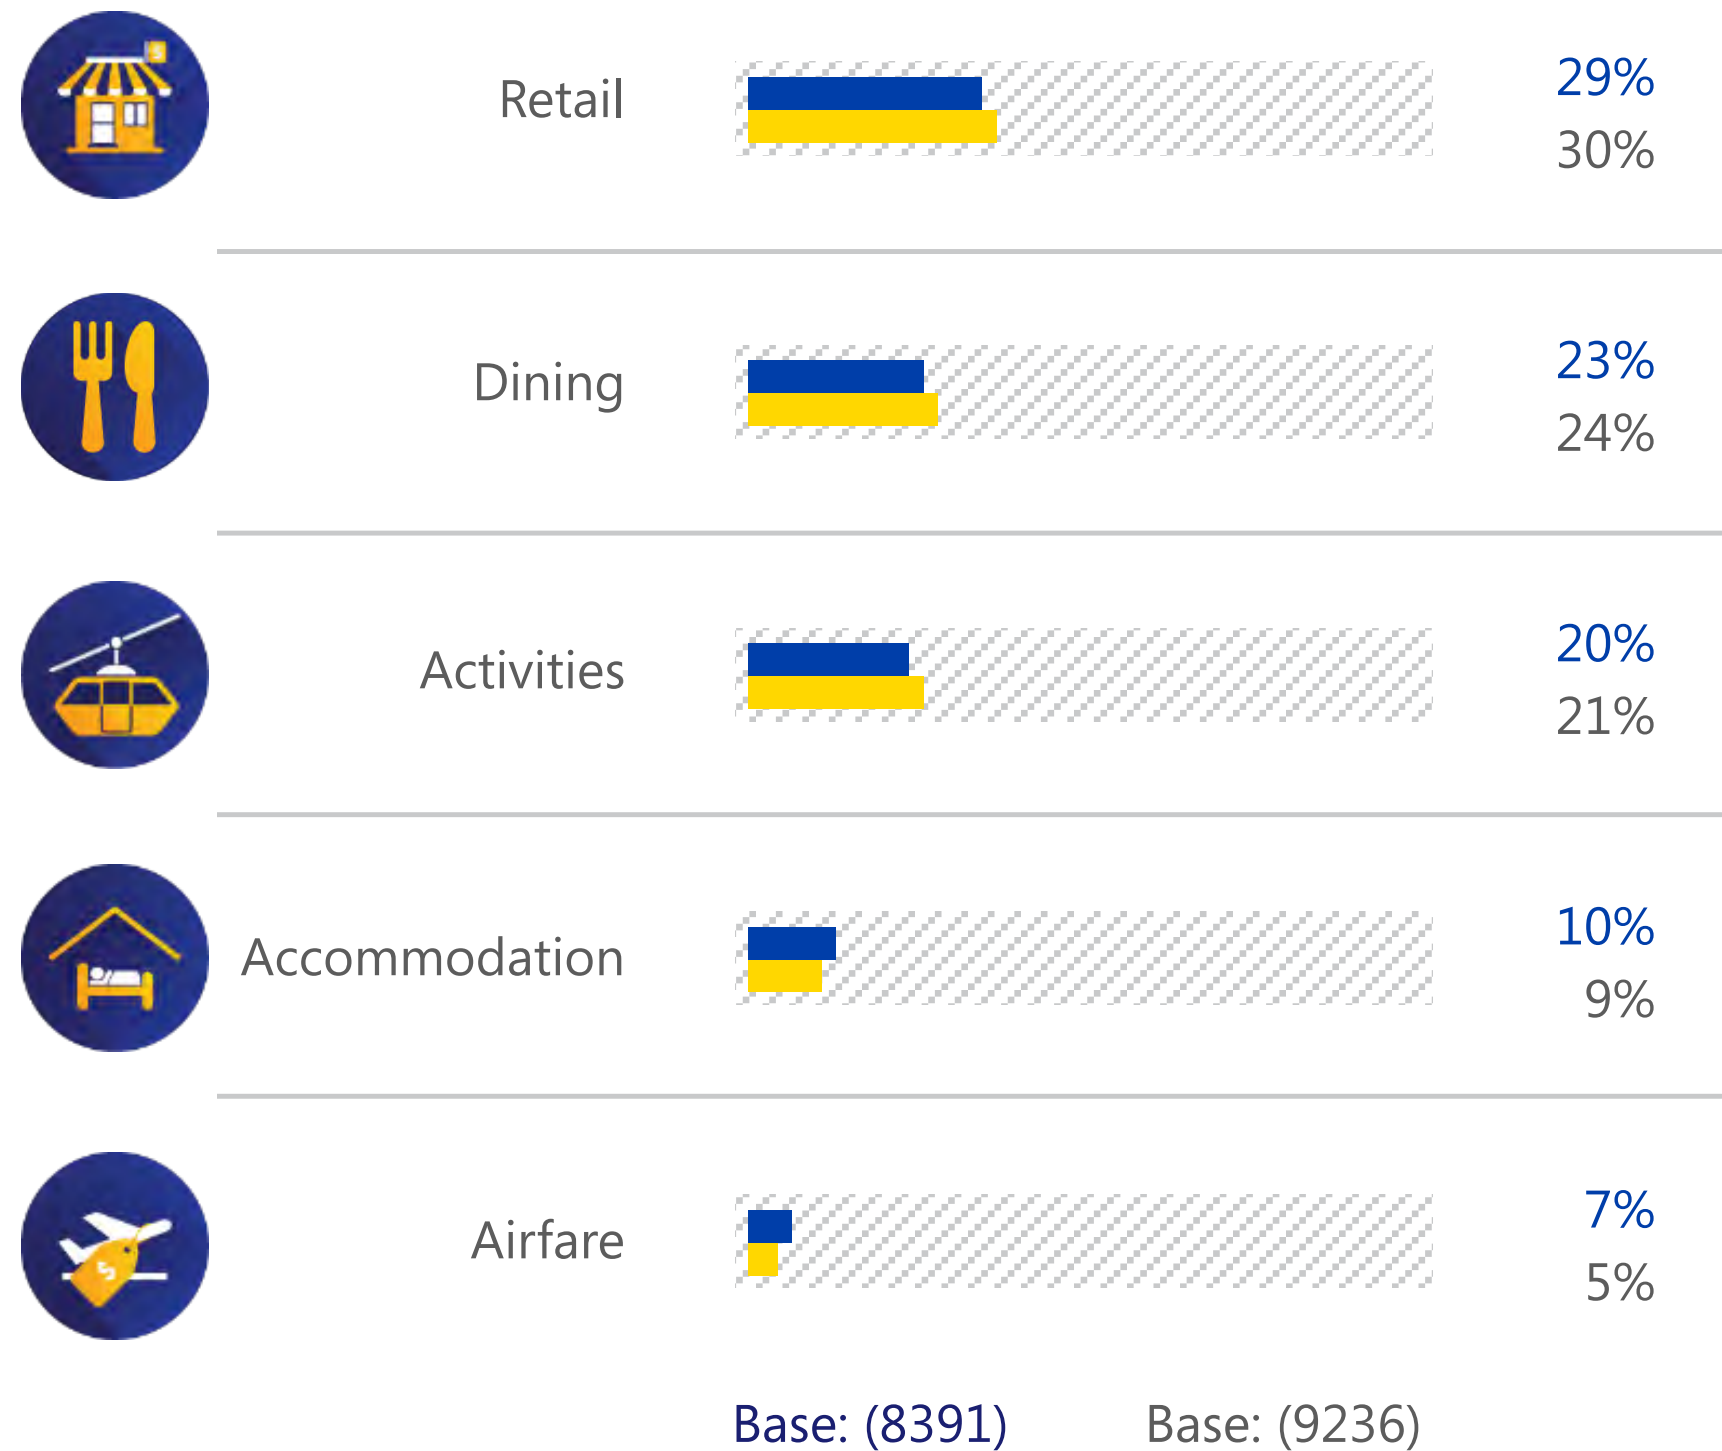 Retail
29%
30%
Dining
23%
24%
Activities
20%
21%
Accommodation
10%
9%
Airfare
7%
5%
Base: (8391) Base: (9236)